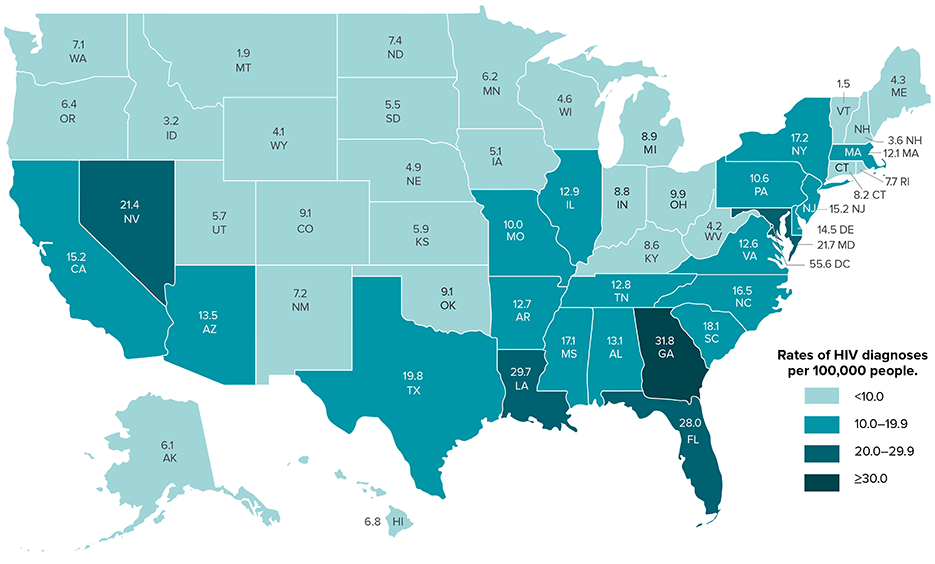 7.1
WA
1.9
MT
7.4
ND
6.2
MN
4.6
WI
8.9
MI
1.5
VT
4.3
ME
NH
3.6 NH
6.4
OR
3.2
ID
4.1
WY
5.5
SD
5.1
IA
17.2
NY
MA
12.1 MA
CT
7.7 RI
8.2 CT
21.4
NV
5.7
UT
9.1
CO
4.9
NE
5.9
KS
10.0
MO
12.9
IL
8.8
IN
9.9
OH
10.6
PA
NJ
15.2 NJ
14.5 DE
21.7 MD
55.6 DC
4.2
WV
12.6
VA
8.6
KY
15.2
CA
13.5
AZ
7.2
NM
9.1
OK
12.7
AR
12.8
TN
16.5
NC
18.1
SC
19.8
TX
29.7
LA
17.1
MS
13.1
AL
31.8
GA
28.0
FL
6.1
AK
6.8 HI
Rates of HIV diagnoses
per 100,000 people.
<10.0
10.0–19.9
20.0–29.9
≥30.0